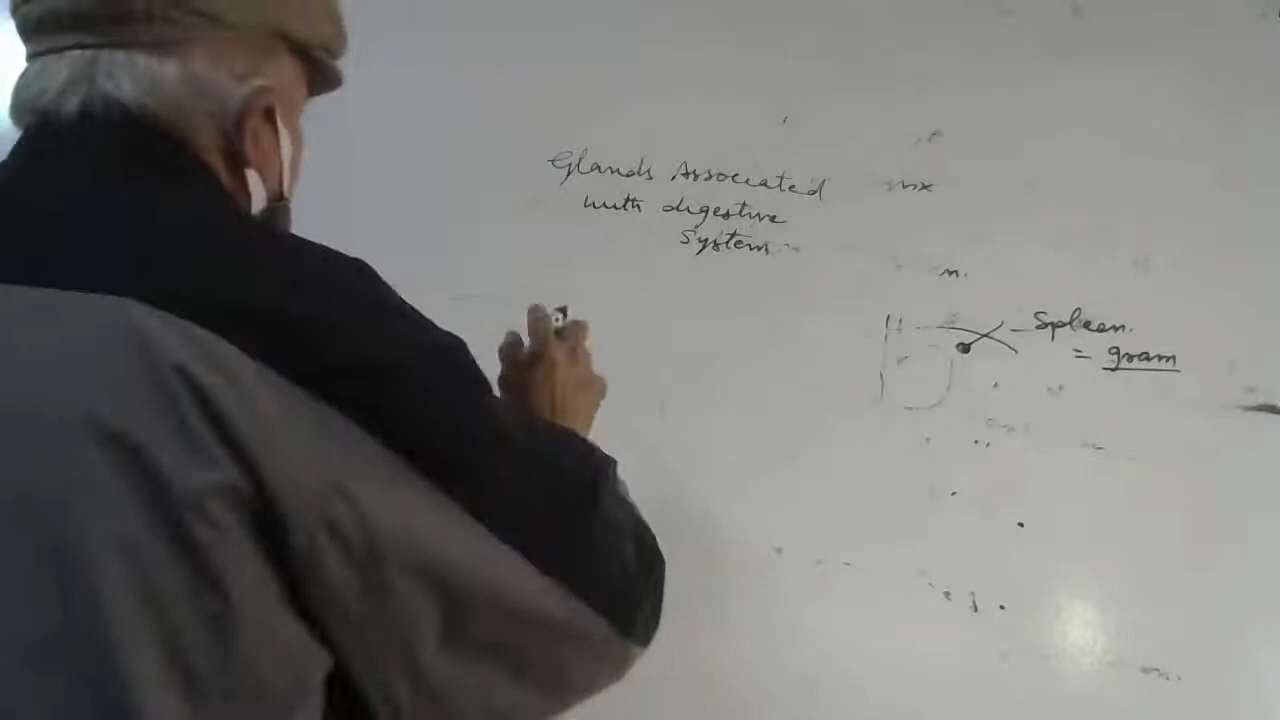 Glands Associated
with digestive
System
Spleen.
= gram